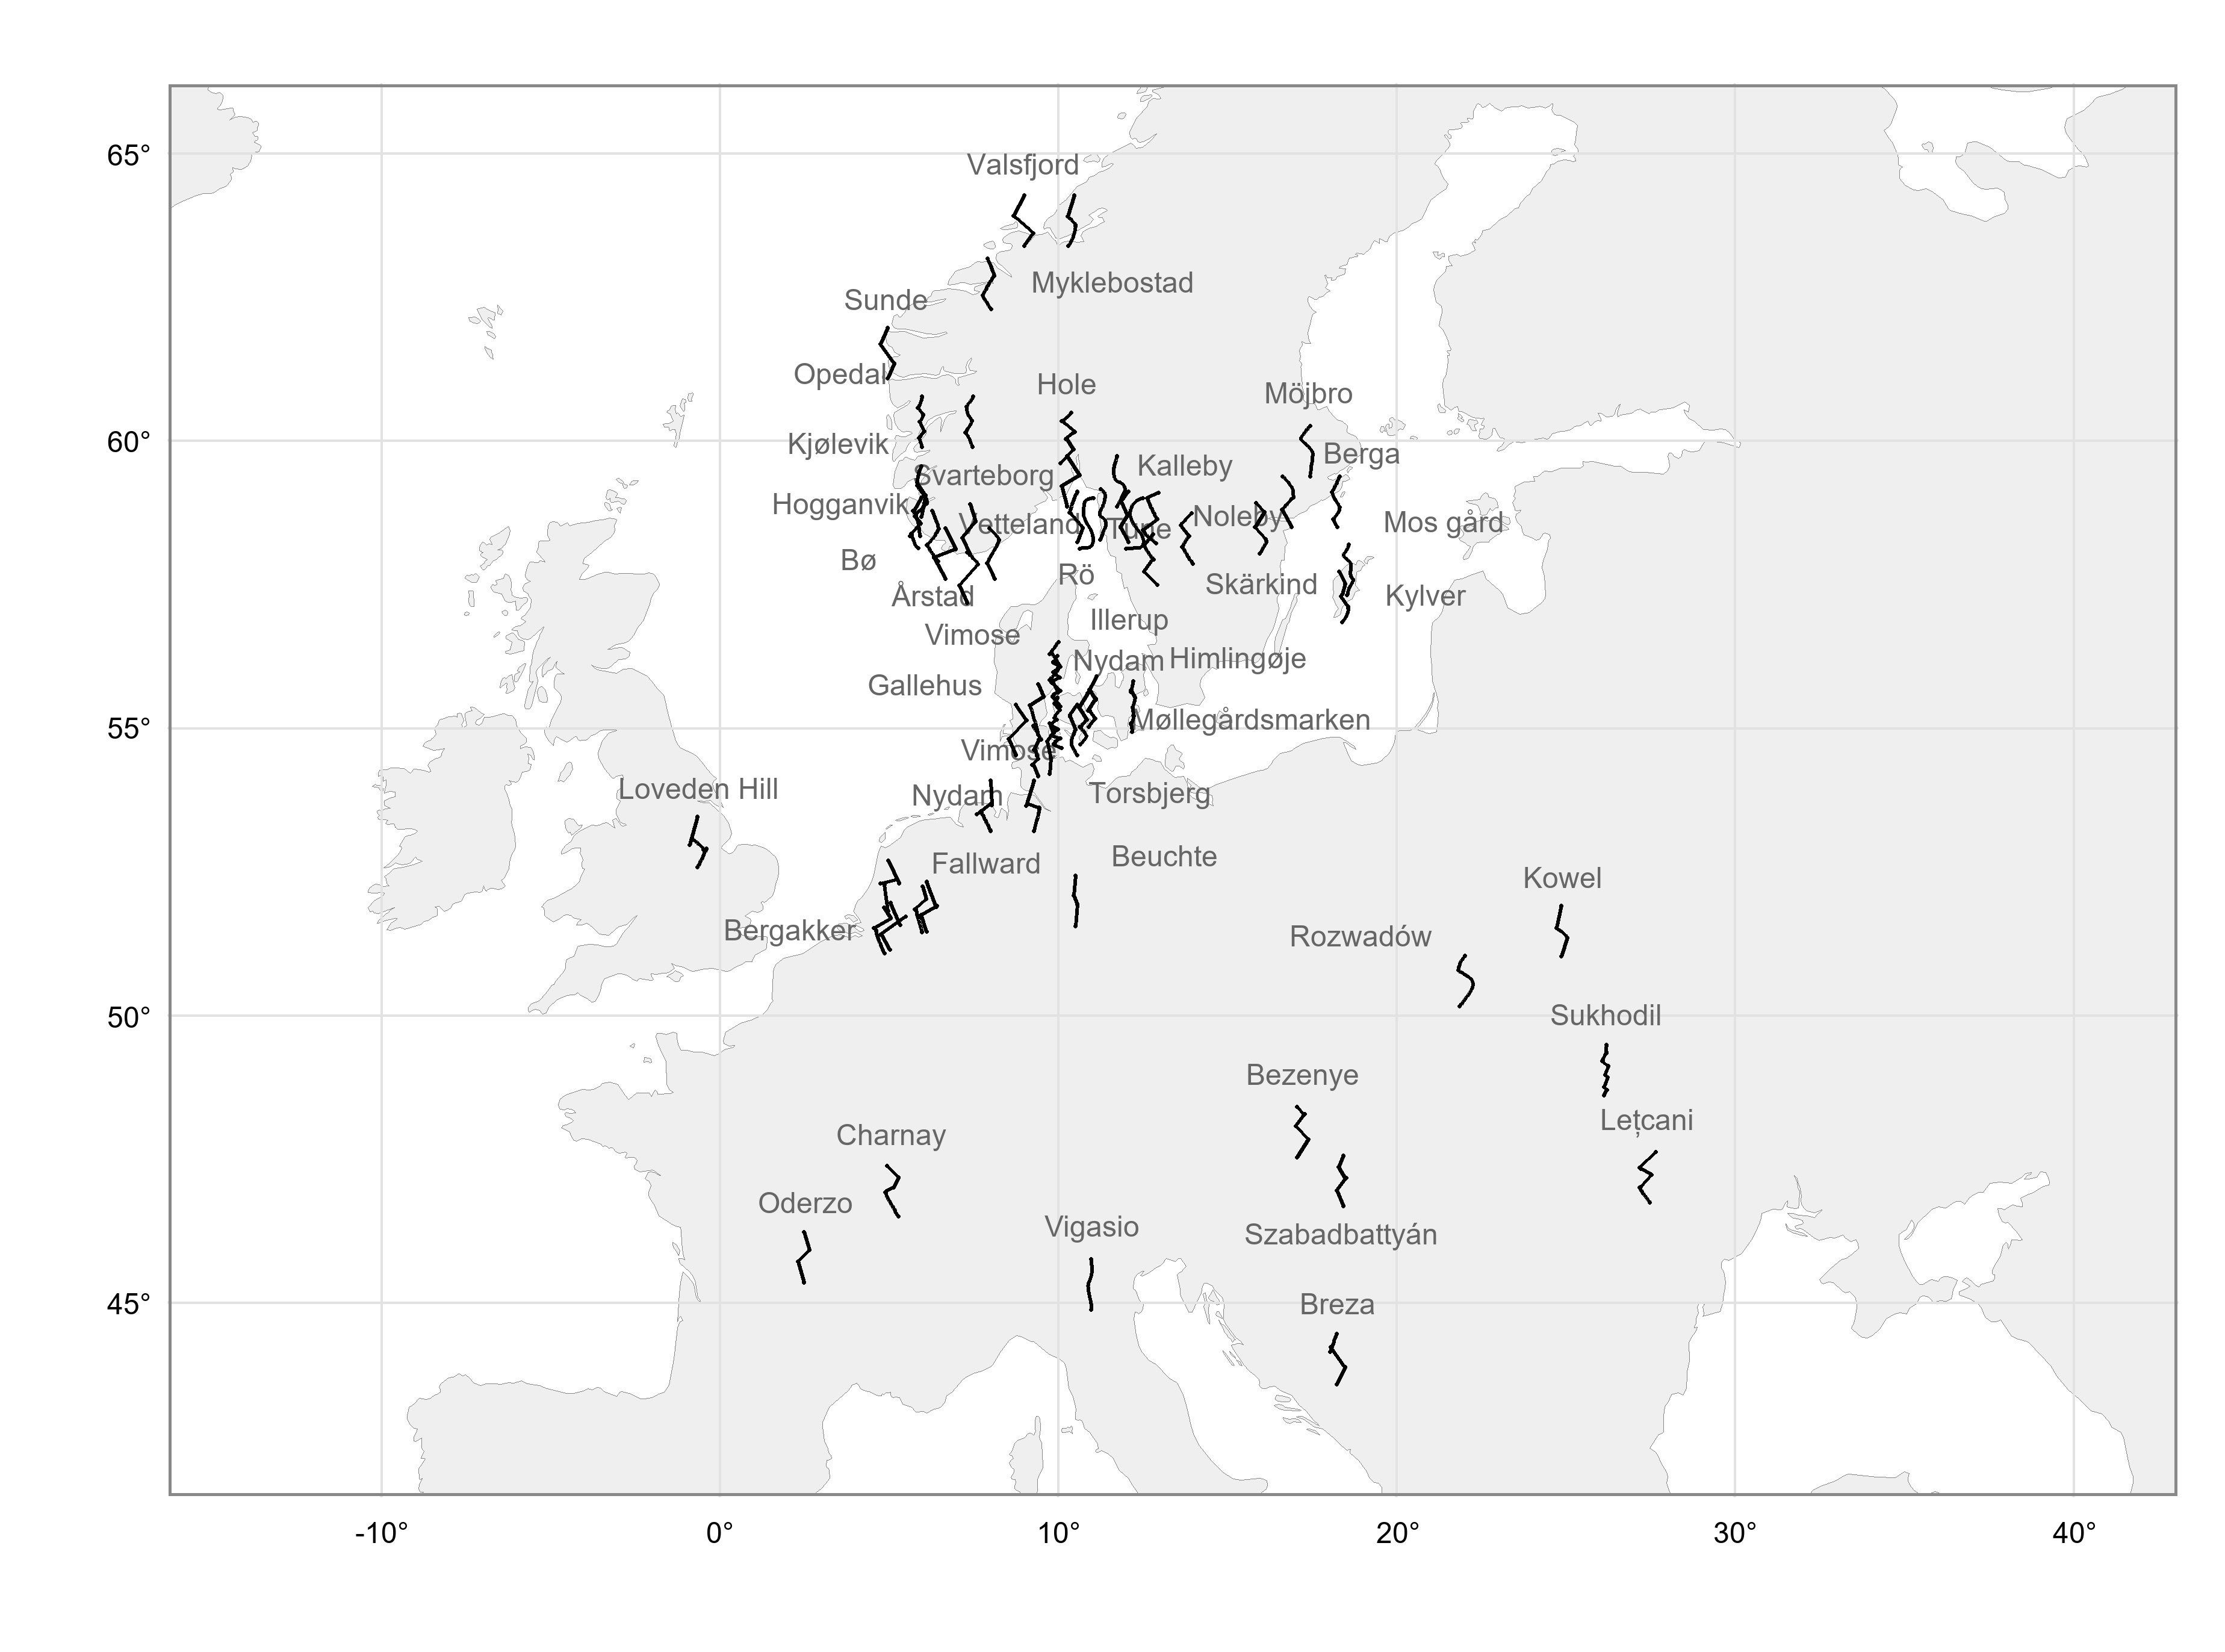 65°
Valsfjord
Myklebostad
Sunde
Opedal
Hole
Möjbro
60°
Kjølevik
Berga
Svarteborg
Kalleby
Hogganvik
Vetteland
Tune
Noleby
Mos gård
Bø
Rö
Skärkind
Årstad
Kylver
Illerup
Vimose
Nydam
Himlingøje
Gallehus
55°
Møllegårdsmarken
Vimose
Loveden Hill
Nydam
Torsbjerg
Fallward
Beuchte
Kowel
Bergakker
Rozwadów
50°
Sukhodil
Bezenye
Lețcani
Charnay
Oderzo
Vigasio
Szabadbattyán
45°
Breza
-10° 0° 10° 20° 30° 40°